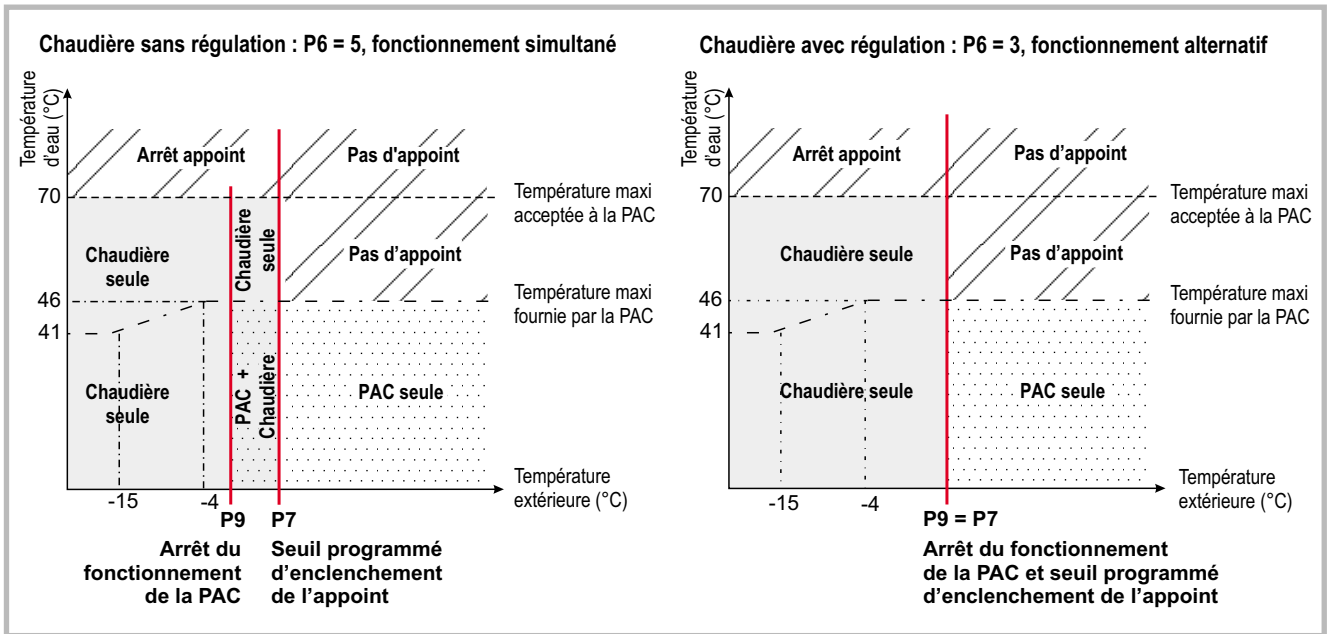 Chaudière sans régulation : P6 = 5, fonctionnement simultané
Température
d'eau (°C)
Arrêt appoint
Pas d'appoint
70
Température maxi
acceptée à la PAC
Chaudière
seule
Chaudière
seule
Pas d’appoint
46
Température maxi
fournie par la PAC
41
Chaudière
seule
PAC +
Chaudière
PAC seule
Température
extérieure (°C)
-15
-4
P9
P7
Arrêt du
fonctionnement
de la PAC
Seuil programmé
d’enclenchement
de l’appoint
Chaudière avec régulation : P6 = 3, fonctionnement alternatif
Température
d'eau (°C)
Arrêt appoint
Pas d’appoint
70
Température maxi
acceptée à la PAC
Chaudière seule
Pas d’appoint
46
Température maxi
fournie par la PAC
41
Chaudière seule
PAC seule
Température
extérieure (°C)
-15
-4
P9 = P7
Arrêt du fonctionnement
de la PAC et seuil programmé
d’enclenchement de l’appoint